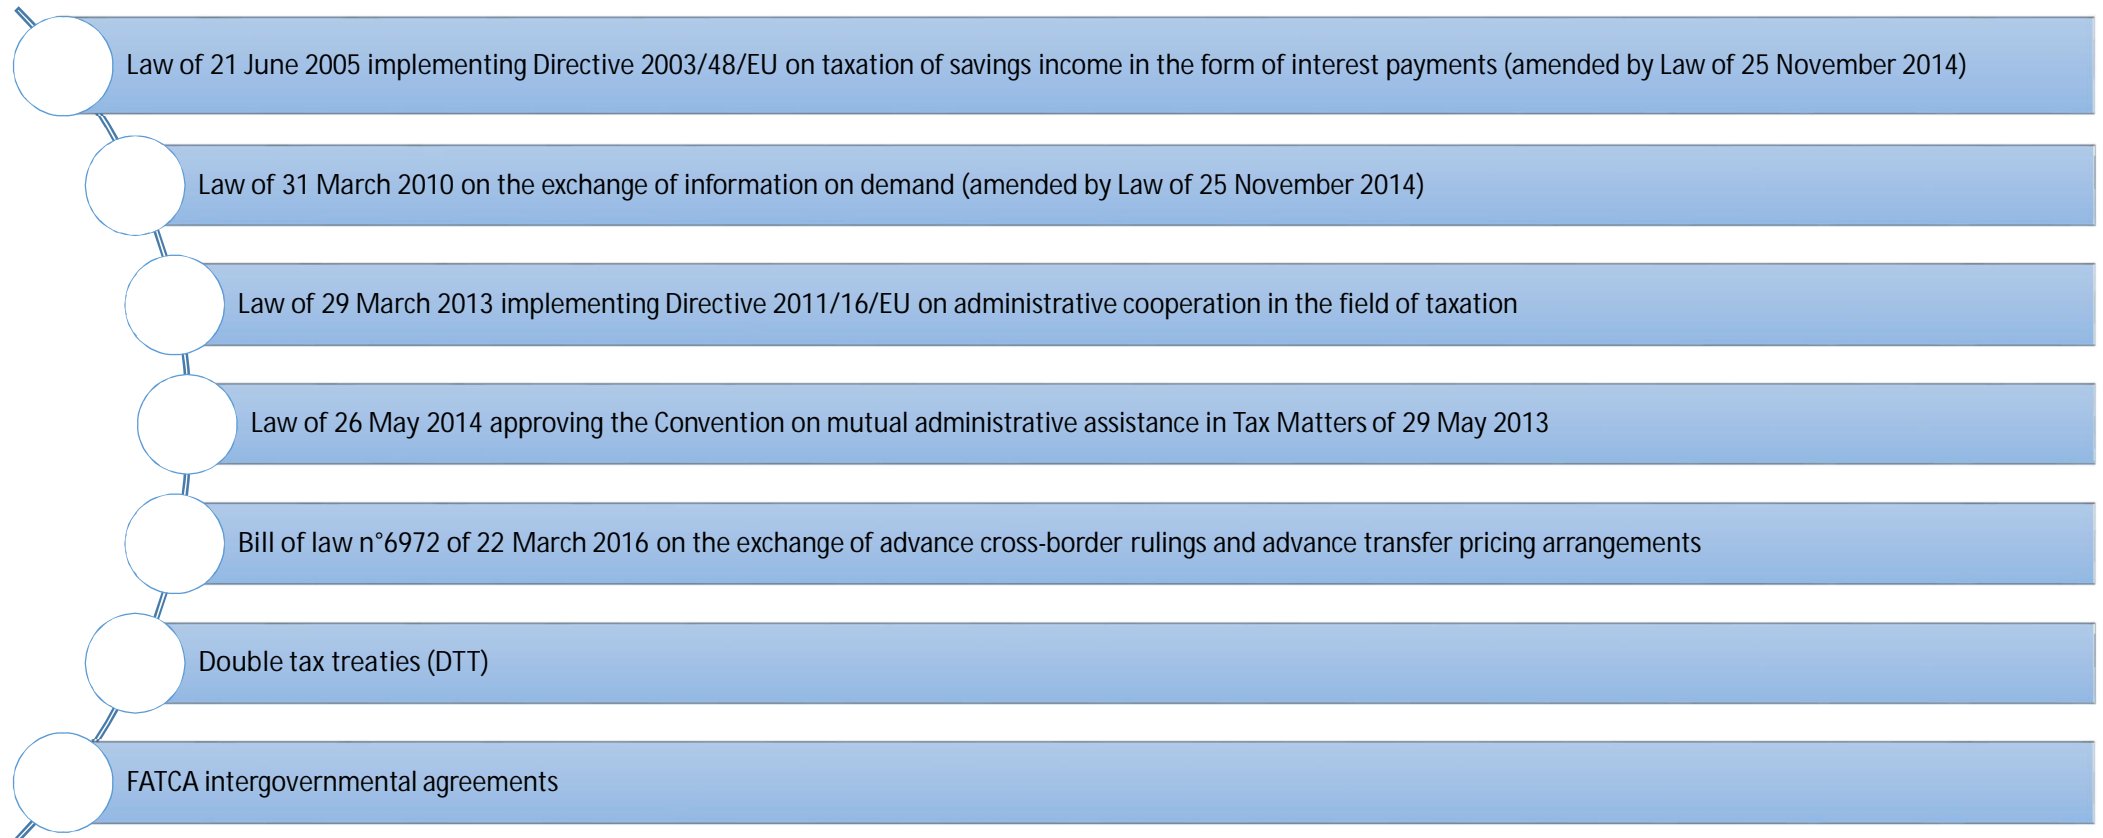 Law of 21 June 2005 implementing Directive 2003/48/EU on taxation of savings income in the form of interest payments (amended by Law of 25 November 2014)
Law of 31 March 2010 on the exchange of information on demand (amended by Law of 25 November 2014)
Law of 29 March 2013 implementing Directive 2011/16/EU on administrative cooperation in the field of taxation
Law of 26 May 2014 approving the Convention on mutual administrative assistance in Tax Matters of 29 May 2013
Bill of law n°6972 of 22 March 2016 on the exchange of advance cross-border rulings and advance transfer pricing arrangements
Double tax treaties (DTT)
FATCA intergovernmental agreements